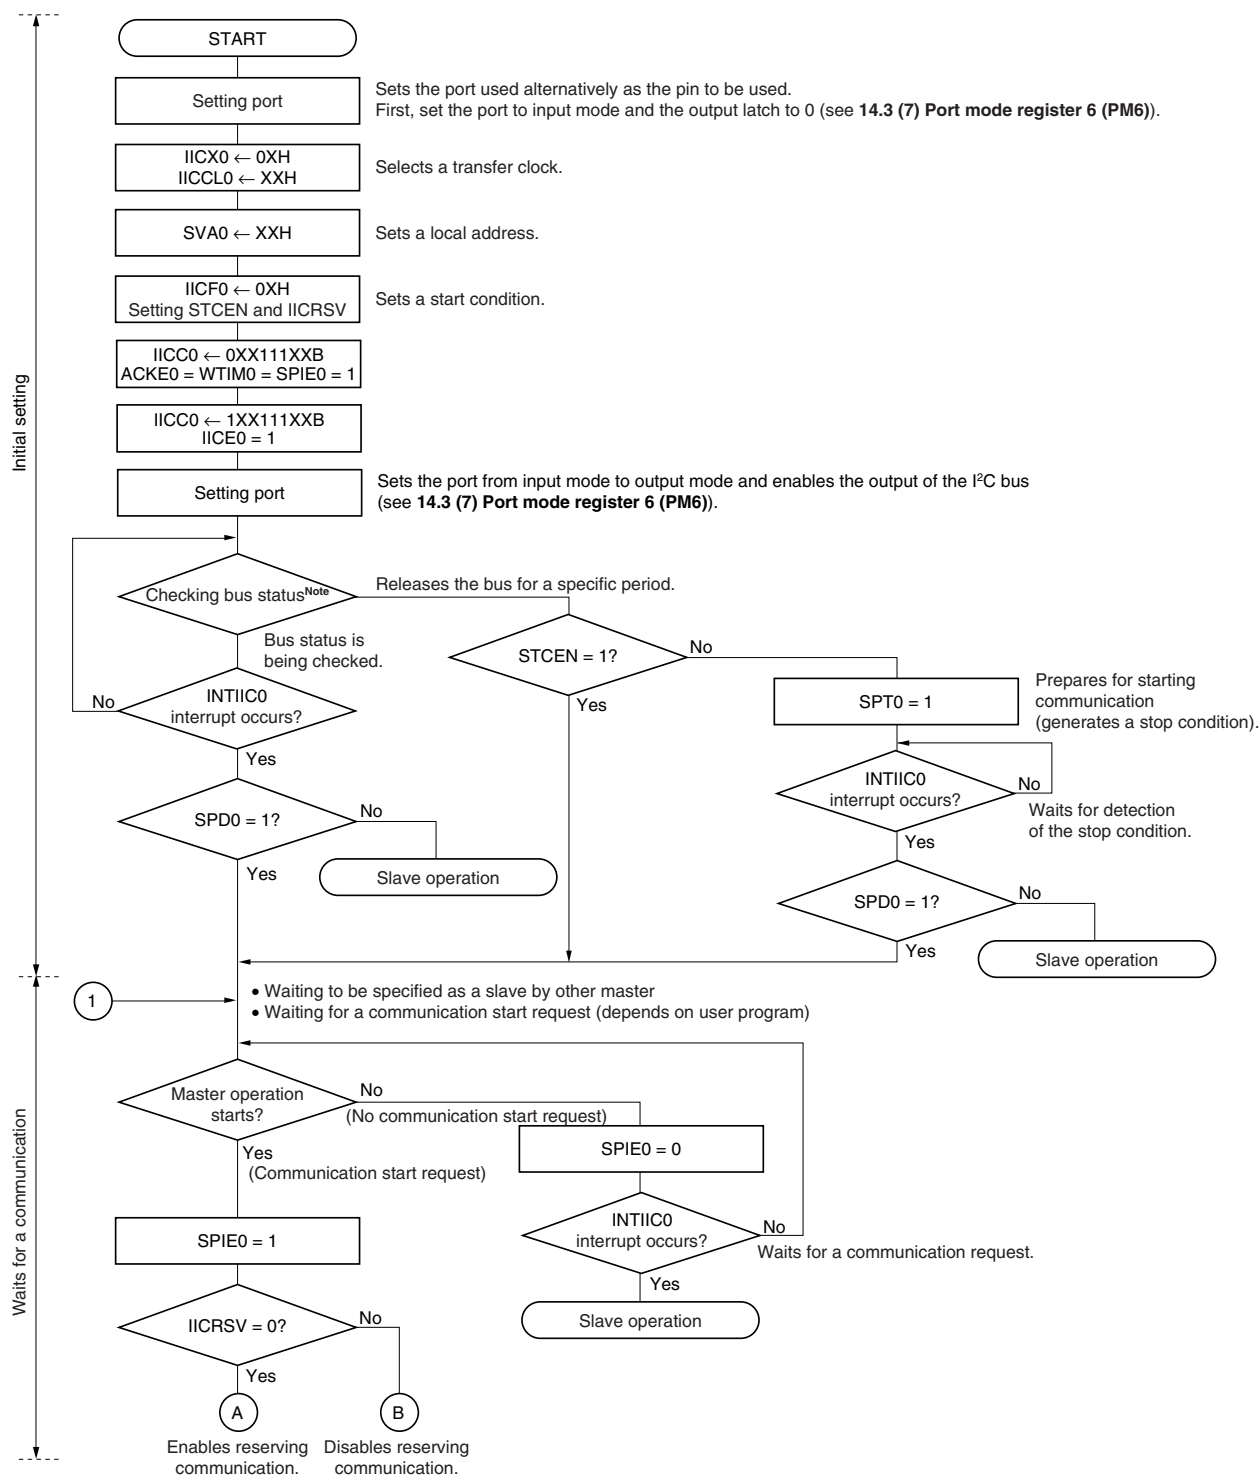 START
Setting port
Sets the port used alternatively as the pin to be used.
First, set the port to input mode and the output latch to 0 (see 14.3 (7) Port mode register 6 (PM6)).
IICX0 ← 0XH
IICCL0 ← XXH
Selects a transfer clock.
SVA0 ← XXH
Sets a local address.
IICF0 ← 0XH
Setting STCEN and IICRSV
Sets a start condition.
IICC0 ← 0XX111XXB
ACKE0 = WTIM0 = SPIE0 = 1
IICC0 ← 1XX111XXB
IICE0 = 1
Initial setting
Setting port
Sets the port from input mode to output mode and enables the output of the I²C bus
(see 14.3 (7) Port mode register 6 (PM6)).
Checking bus statusNote
Releases the bus for a specific period.
Bus status is
being checked.
STCEN = 1?
No
Yes
INTIIC0
interrupt occurs?
No
Yes
SPT0 = 1
Prepares for starting
communication
(generates a stop condition).
INTIIC0
interrupt occurs?
No
Waits for detection
of the stop condition.
Yes
SPD0 = 1?
No
Yes
Slave operation
SPD0 = 1?
No
Yes
Slave operation
1
• Waiting to be specified as a slave by other master
• Waiting for a communication start request (depends on user program)
Waits for a communication
Master operation
starts?
No
(No communication start request)
Yes
(Communication start request)
SPIE0 = 0
INTIIC0
interrupt occurs?
No
Waits for a communication request.
Yes
Slave operation
SPIE0 = 1
IICRSV = 0?
No
Yes
A
B
Enables reserving
communication.
Disables reserving
communication.